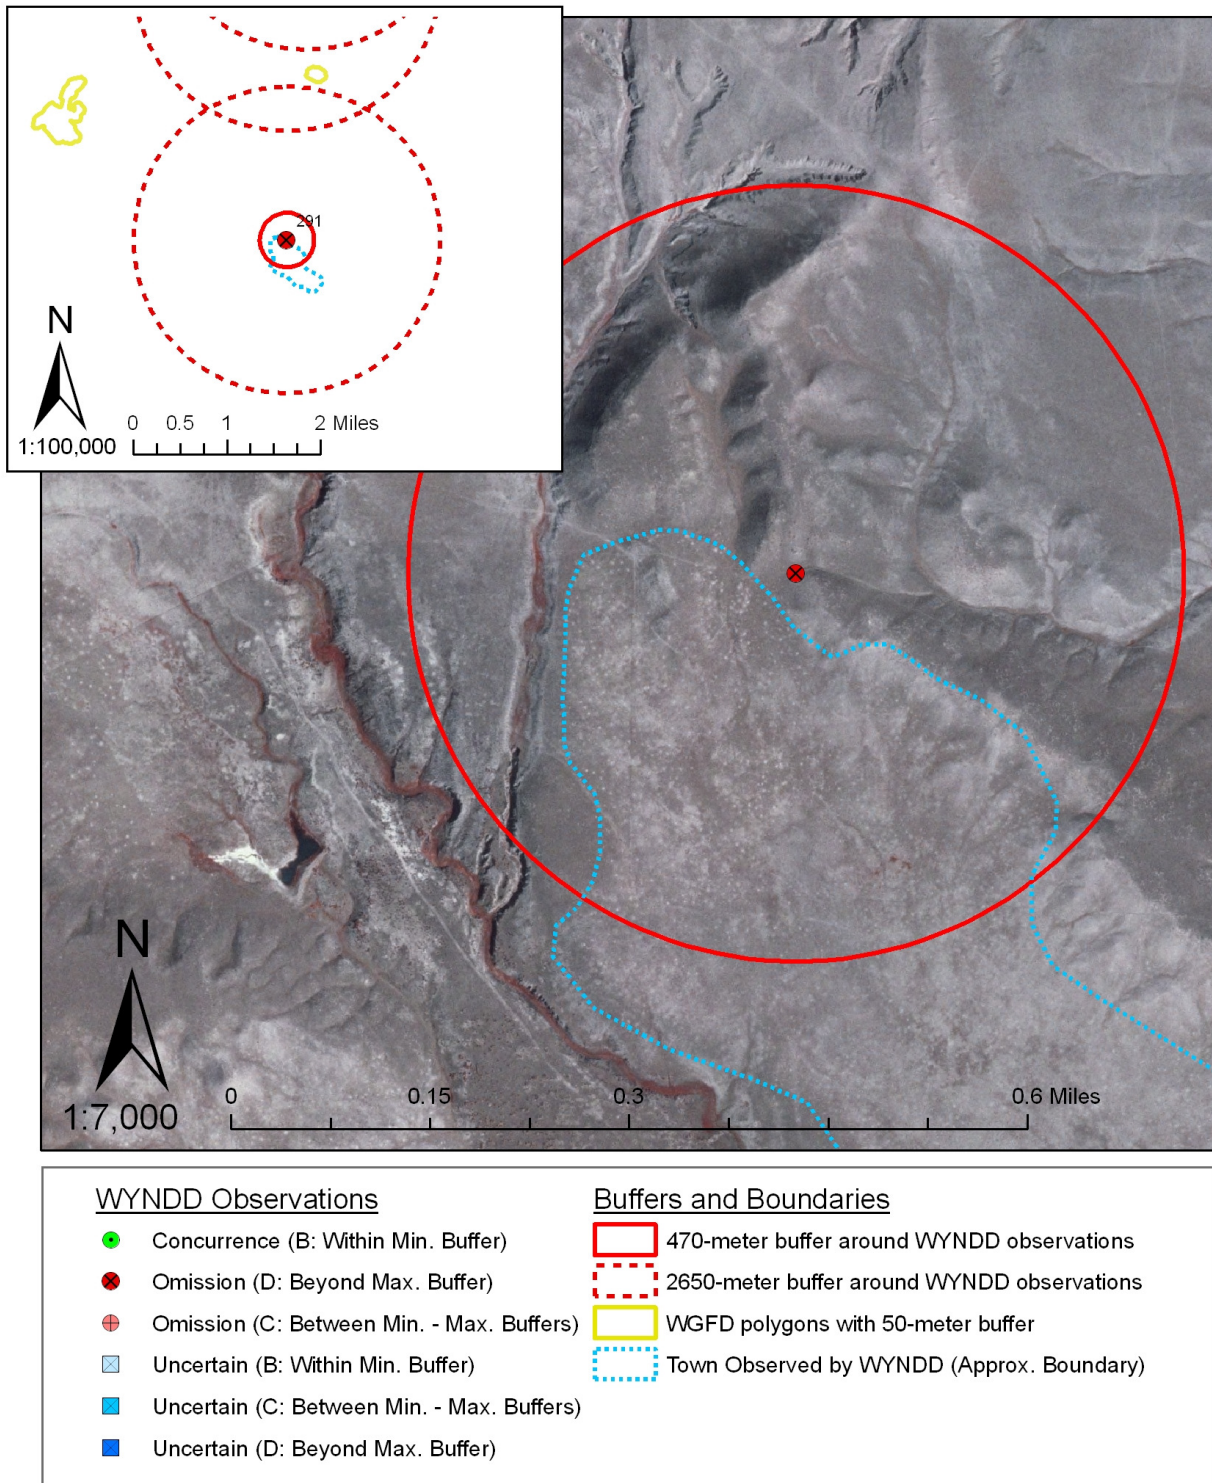 291
N
1:100,000
0 0.5 1 2 Miles
N
1:7,000
0 0.15 0.3 0.6 Miles
WYNDD Observations
Concurrence (B: Within Min. Buffer)
Omission (D: Beyond Max. Buffer)
Omission (C: Between Min. - Max. Buffers)
Uncertain (B: Within Min. Buffer)
Uncertain (C: Between Min. - Max. Buffers)
Uncertain (D: Beyond Max. Buffer)
Buffers and Boundaries
470-meter buffer around WYNDD observations
2650-meter buffer around WYNDD observations
WGFD polygons with 50-meter buffer
Town Observed by WYNDD (Approx. Boundary)